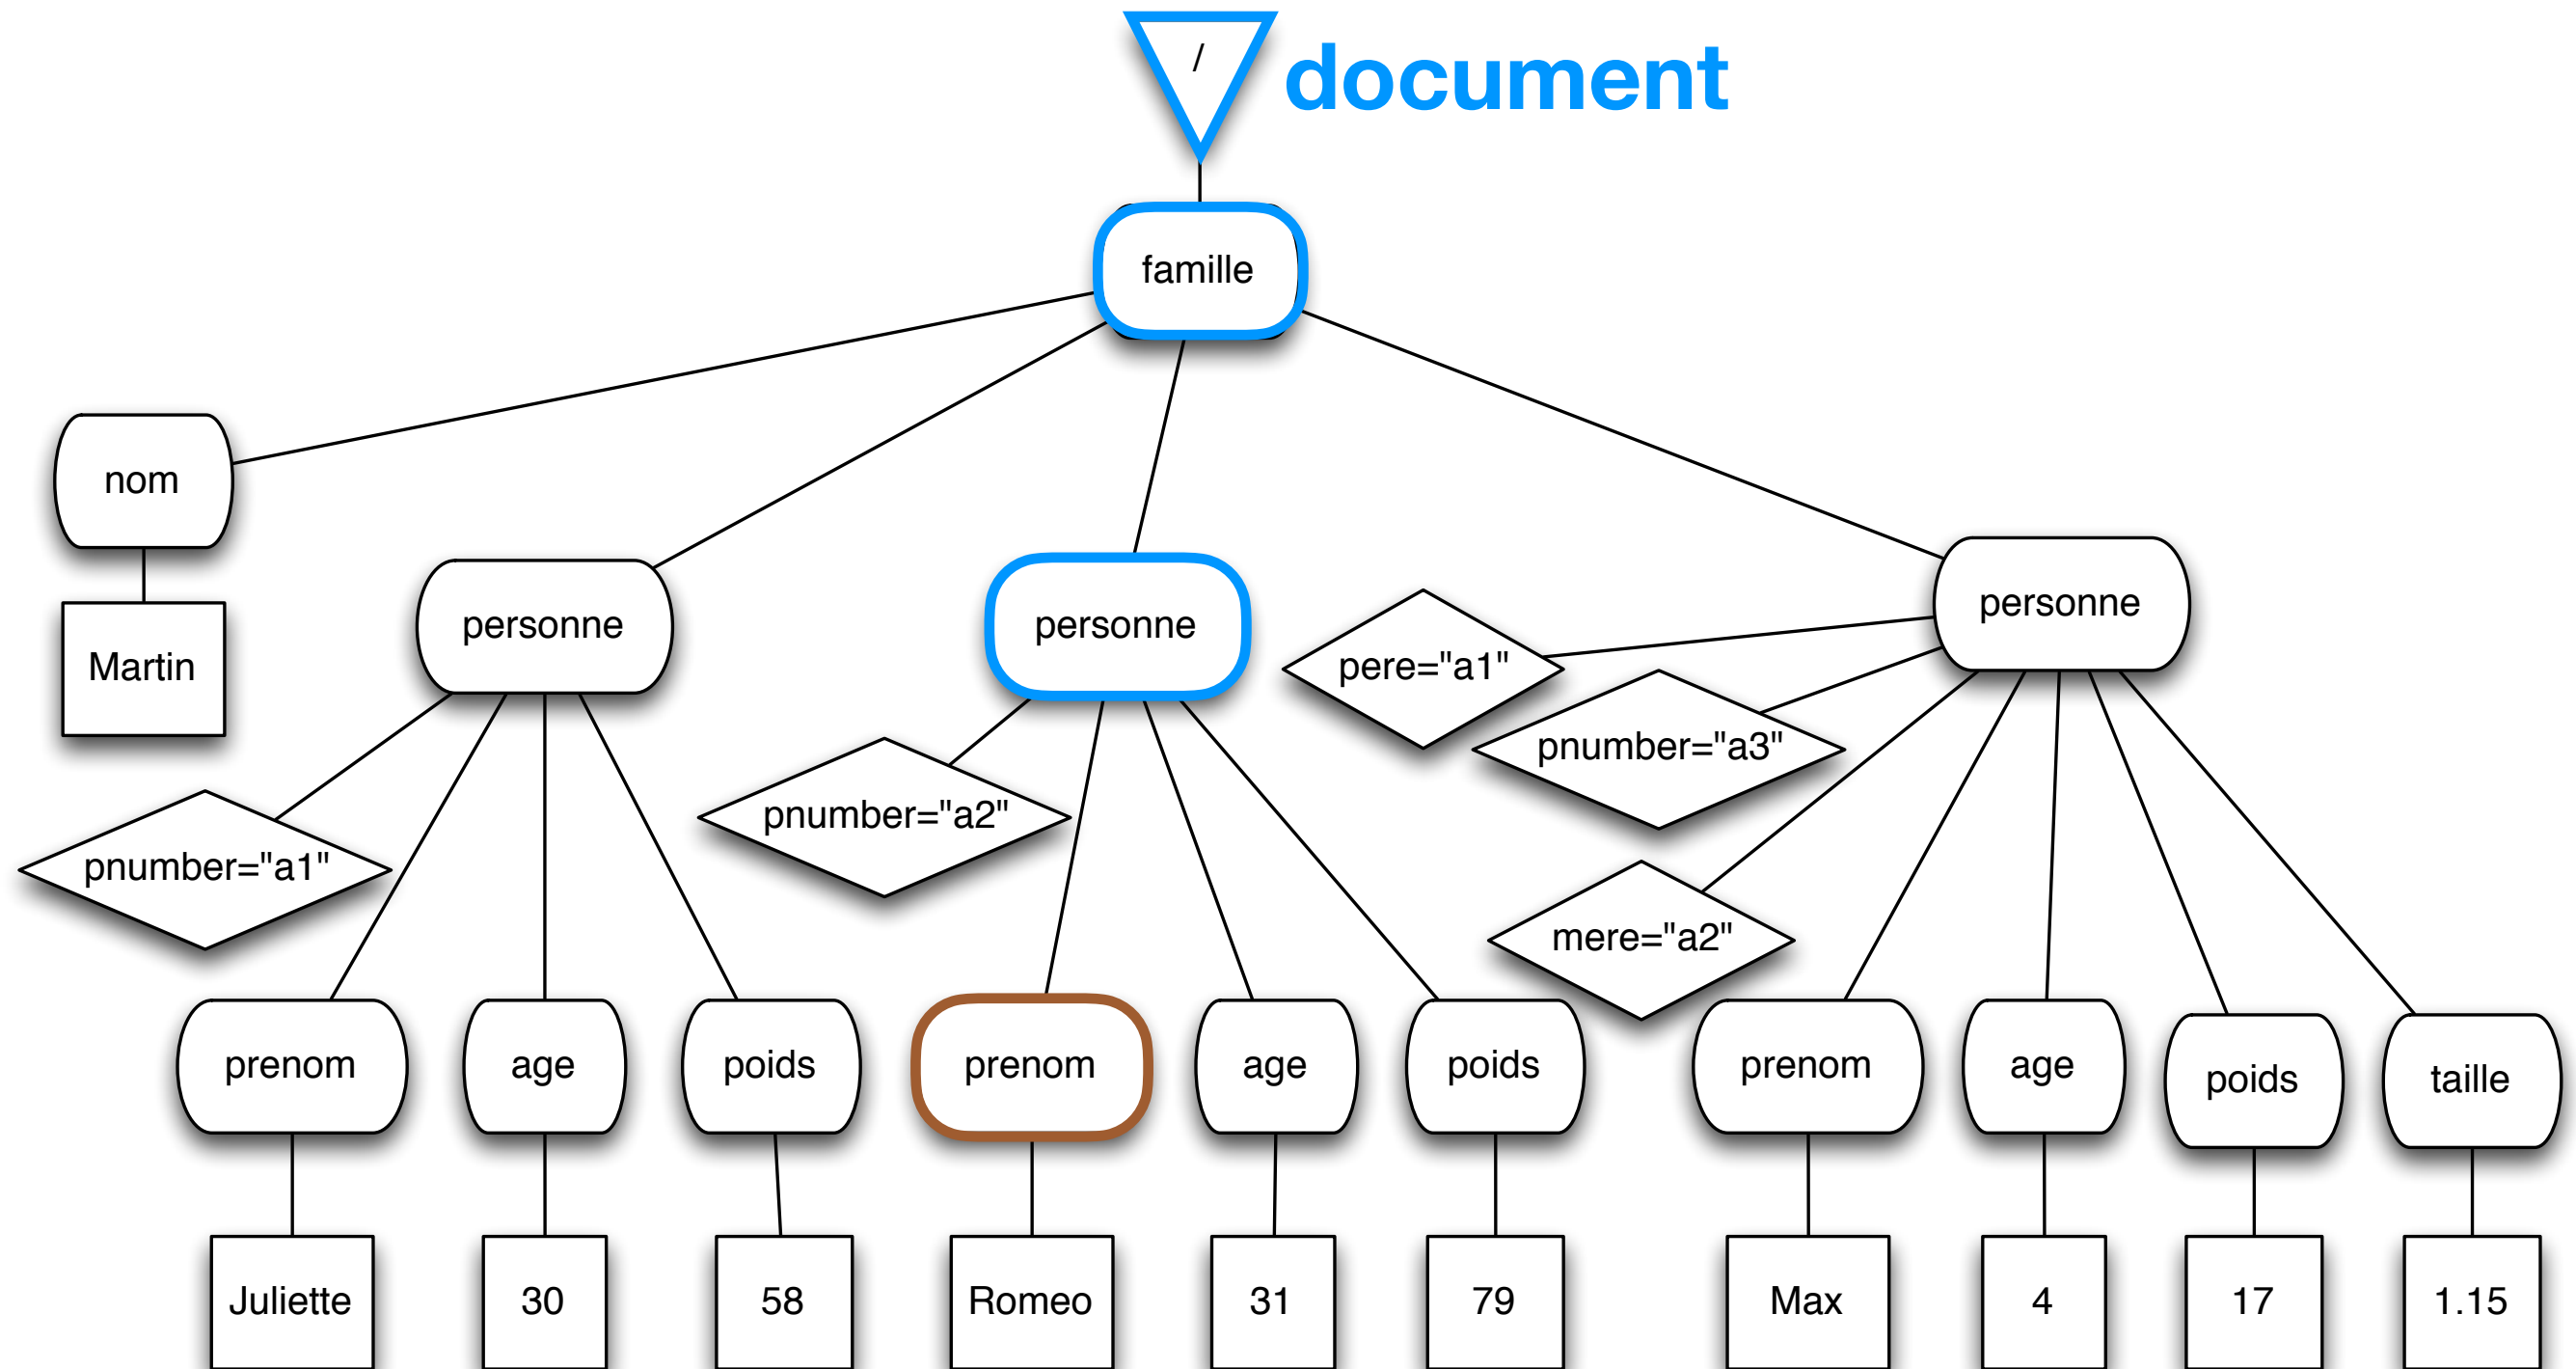 /
document
famille
nom
Martin
personne
personne
personne
pere="a1"
pnumber="a3"
pnumber="a2"
pnumber="a1"
mere="a2"
prenom
age
poids
prenom
age
poids
prenom
age
poids
taille
Juliette
30
58
Romeo
31
79
Max
4
17
1.15